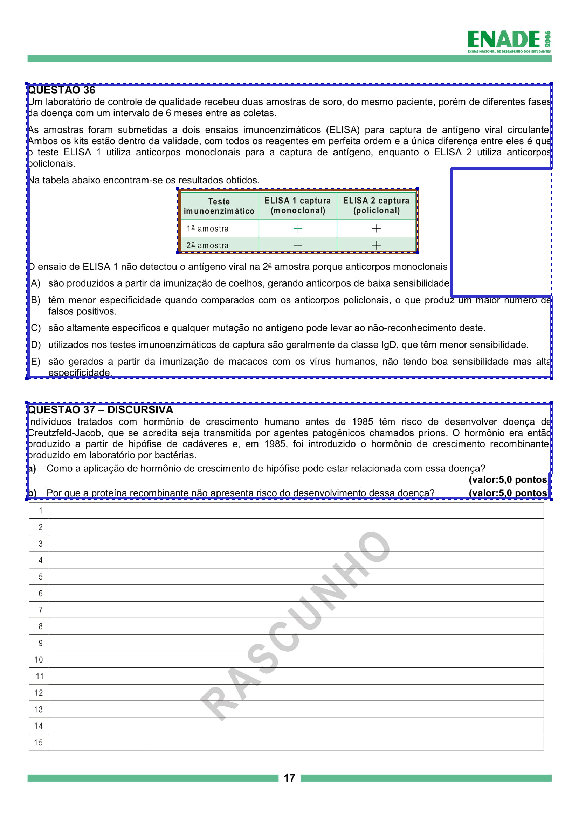 ENADE 2006
EXAME NACIONAL DE DESEMPENHO DOS ESTUDANTES
QUESTÃO 36
Um laboratório de controle de qualidade recebeu duas amostras de soro, do mesmo paciente, porém de diferentes fases
da doença com um intervalo de 6 meses entre as coletas.
As amostras foram submetidas a dois ensaios imunoenzimáticos (ELISA) para captura de antígeno viral circulante.
Ambos os kits estão dentro da validade, com todos os reagentes em perfeita ordem e a única diferença entre eles é que
o teste ELISA 1 utiliza anticorpos monoclonais para a captura de antígeno, enquanto o ELISA 2 utiliza anticorpos
policlonais.
Na tabela abaixo encontram-se os resultados obtidos.
Teste imunoenzimático ELISA 1 captura (monoclonal) ELISA 2 captura (policlonal)
1ª amostra − +
2ª amostra − +
O ensaio de ELISA 1 não detectou o antígeno viral na 2ª amostra porque anticorpos monoclonais
A) são produzidos a partir da imunização de coelhos, gerando anticorpos de baixa sensibilidade
B) têm menor especificidade quando comparados com os anticorpos policlonais, o que produz um maior número de
falsos positivos.
C) são altamente específicos e qualquer mutação no antígeno pode levar ao não-reconhecimento deste.
D) utilizados nos testes imunoenzimáticos de captura são geralmente da classe IgD, que têm menor sensibilidade.
E) são gerados a partir da imunização de macacos com os vírus humanos, não tendo boa sensibilidade mas alta
especificidade.
QUESTÃO 37 – DISCURSIVA
Indivíduos tratados com hormônio de crescimento humano antes de 1985 têm risco de desenvolver doença de
Creutzfeld-Jacob, que se acredita seja transmitida por agentes patogênicos chamados prions. O hormônio era então
produzido a partir de hipófise de cadáveres e, em 1985, foi introduzido o hormônio de crescimento recombinante
produzido em laboratório por bactérias.
a) Como a aplicação de hormônio de crescimento de hipófise pode estar relacionada com essa doença?
(valor:5,0 pontos)
b) Por que a proteína recombinante não apresenta risco do desenvolvimento dessa doença? (valor:5,0 pontos)
1
2
3
4
5
6
7
8
9
10
11
12
13
14
15
RASCUNHO
17